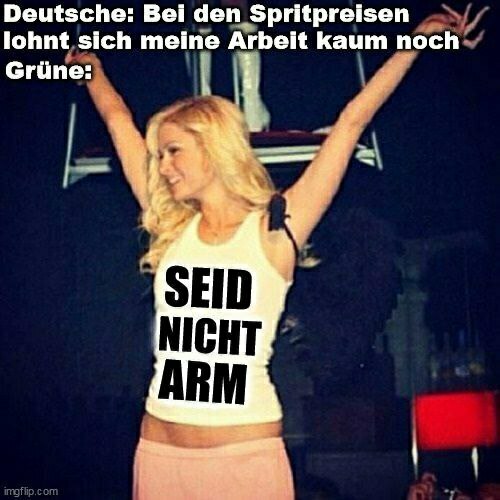 Deutsche: Bei den Spritpreisen
lohnt sich meine Arbeit kaum noch
Grüne:
SEID
NICHT
ARM
imgflip.com